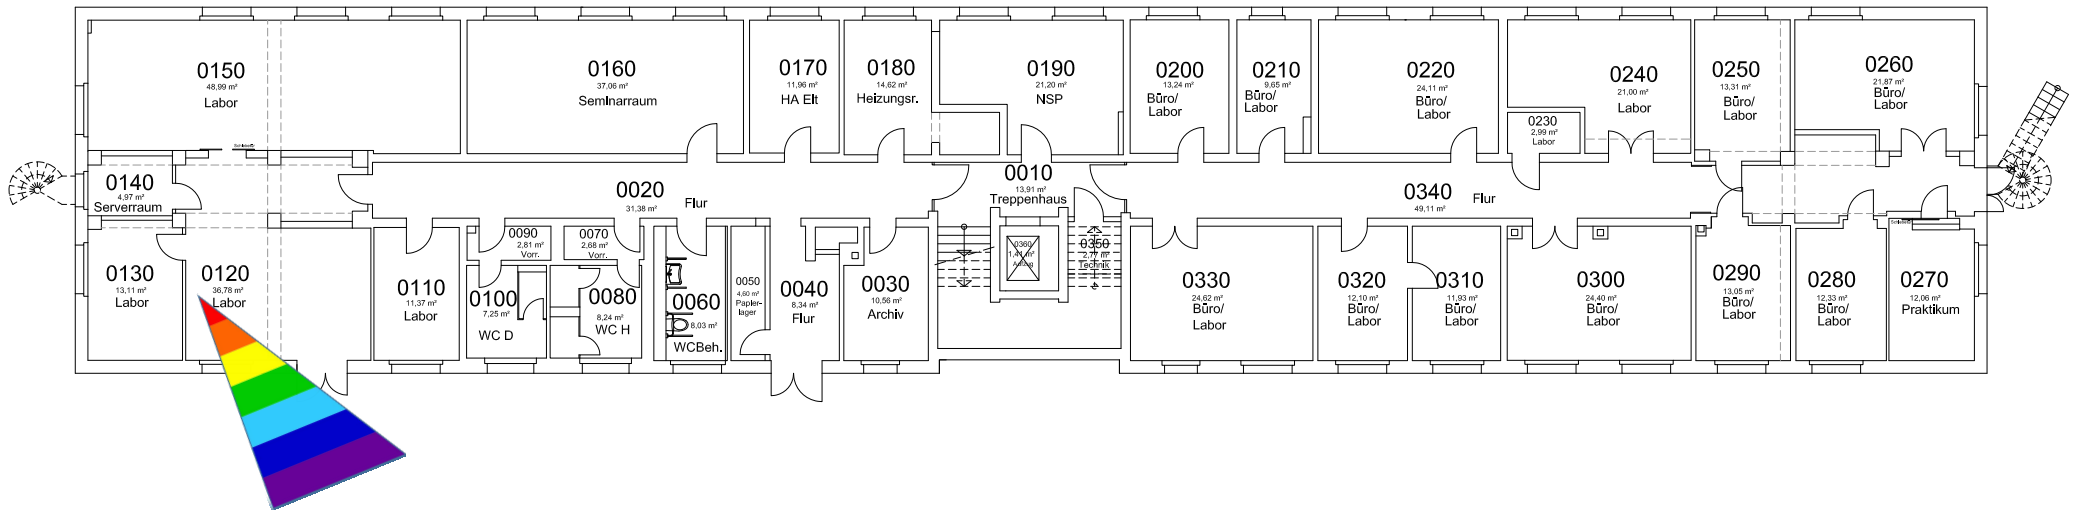 0150
48,99 m²
Labor
0160
37,06 m²
Seminarraum
0170
11,96 m²
HA Elt
0180
14,62 m²
Heizungsr.
0190
21,20 m²
NSP
0200
13,24 m²
Büro/
Labor
0210
9,65 m²
Büro/
Labor
0220
24,11 m²
Büro/
Labor
0240
21,00 m²
Labor
0230
2,99 m²
Labor
0250
13,31 m²
Büro/
Labor
0260
21,87 m²
Büro/
Labor
0140
4,97 m²
Serverraum
0020
31,38 m²
Flur
0010
13,91 m²
Treppenhaus
0340
49,11 m²
Flur
0130
13,11 m²
Labor
0120
36,78 m²
Labor
0110
11,37 m²
Labor
0090
2,81 m²
Vorr.
0100
7,25 m²
WC D
0070
2,68 m²
Vorr.
0080
8,24 m²
WC H
0060
8,03 m²
WCBeh.
0050
4,60 m²
Papier-
lager
0040
8,34 m²
Flur
0030
10,56 m²
Archiv
0360
1,41 m²
Aufzug
0350
2,77 m²
Technik
0330
24,62 m²
Büro/
Labor
0320
12,10 m²
Büro/
Labor
0310
11,93 m²
Büro/
Labor
0300
24,40 m²
Büro/
Labor
0290
13,05 m²
Büro/
Labor
0280
12,33 m²
Büro/
Labor
0270
12,06 m²
Praktikum